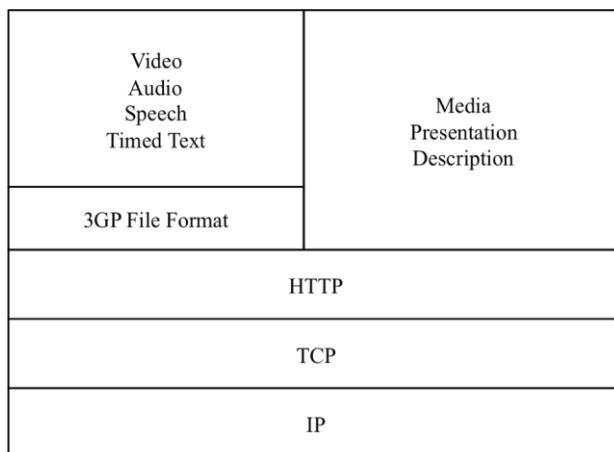 Video
Audio
Speech
Timed Text
3GP File Format
Media
Presentation
Description
HTTP
TCP
IP